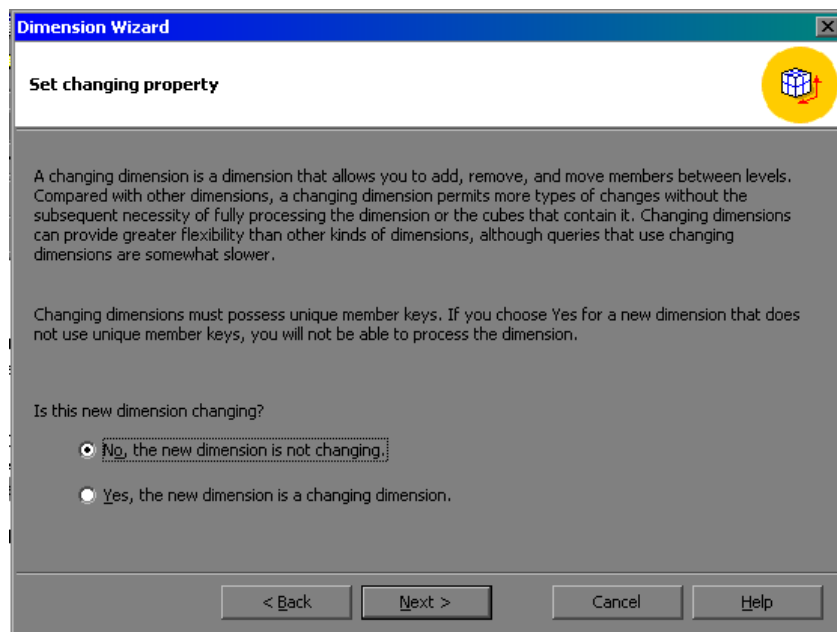 Dimension Wizard
Set changing property
A changing dimension is a dimension that allows you to add, remove, and move members between levels.
Compared with other dimensions, a changing dimension permits more types of changes without the
subsequent necessity of fully processing the dimension or the cubes that contain it. Changing dimensions
can provide greater flexibility than other kinds of dimensions, although queries that use changing
dimensions are somewhat slower.
Changing dimensions must possess unique member keys. If you choose Yes for a new dimension that does
not use unique member keys, you will not be able to process the dimension.
Is this new dimension changing?
No, the new dimension is not changing.
Yes, the new dimension is a changing dimension.
< Back Next > Cancel Help